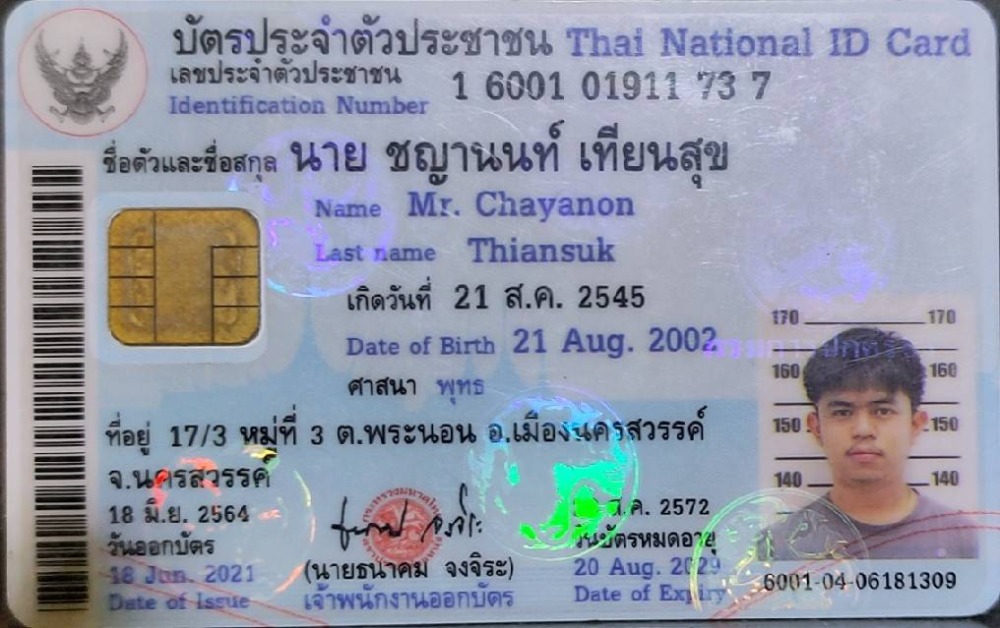 บัตรประจำตัวประชาชน Thai National ID Card
เลขประจำตัวประชาชน
Identification Number 1 6001 01911 73 7
ชื่อตัวและชื่อสกุล นาย ชญานนท์ เทียนสุข
Name Mr. Chayanon
Last name Thiansuk
เกิดวันที่ 21 ส.ค. 2545
Date of Birth 21 Aug. 2002
ศาสนา พุทธ
ที่อยู่ 17/3 หมู่ที่ 3 ต.พระนอน อ.เมืองนครสวรรค์
จ.นครสวรรค์
18 มิ.ย. 2564
วันออกบัตร
18 Jun. 2021
Date of Issue
(นายธนาคม จงจิระ)
เจ้าพนักงานออกบัตร
ส.ค. 2572
วันบัตรหมดอายุ
20 Aug. 2029
Date of Expiry
170 170
160 160
150 150
140 140
6001-04-06181309